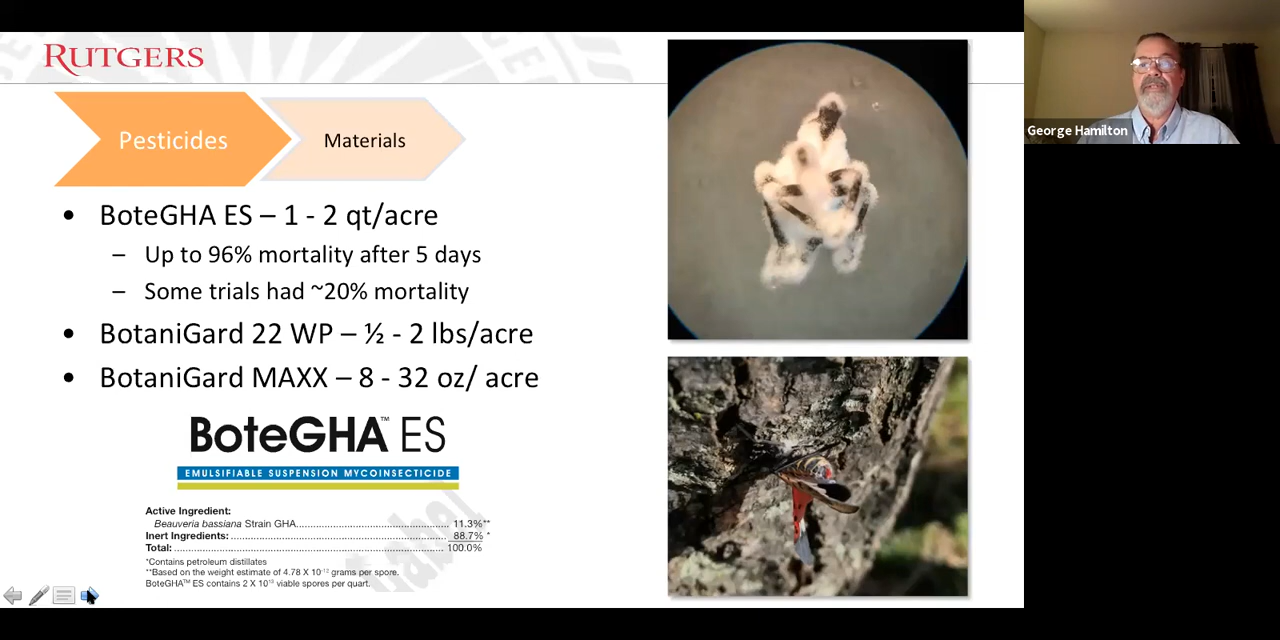 RUTGERS
Pesticides
Materials
George Hamilton
• BoteGHA ES – 1 - 2 qt/acre
– Up to 96% mortality after 5 days
– Some trials had ~20% mortality
• BotaniGard 22 WP – ½ - 2 lbs/acre
• BotaniGard MAXX – 8 - 32 oz/ acre
BoteGHA™ ES
EMULSIFIABLE SUSPENSION MYCOINSECTICIDE
Active Ingredient:
Beauveria bassiana Strain GHA.......................................................... 11.3%**
Inert Ingredients:................................................................................ 88.7% *
Total:................................................................................................. 100.0%
*Contains petroleum distillates
**Based on the weight estimate of 4.78 X 10⁻¹² grams per spore.
BoteGHA™ ES contains 2 X 10¹³ viable spores per quart.